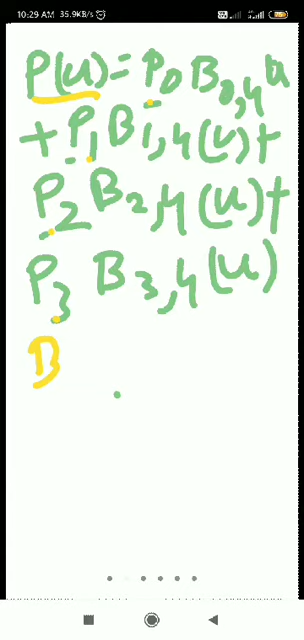 10:29 AM 35.9KB/s
P(u)=P0 B0,4 u
+P1 B1,4(u)+
P2 B2,4(u)+
P3 B3,4(u)
B